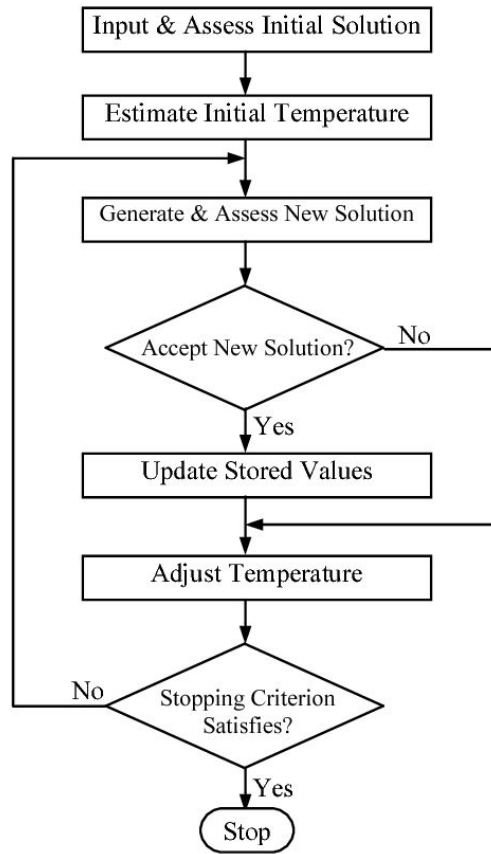 Input & Assess Initial Solution
Estimate Initial Temperature
Generate & Assess New Solution
Accept New Solution?
No
Yes
Update Stored Values
Adjust Temperature
No
Stopping Criterion
Satisfies?
Yes
Stop